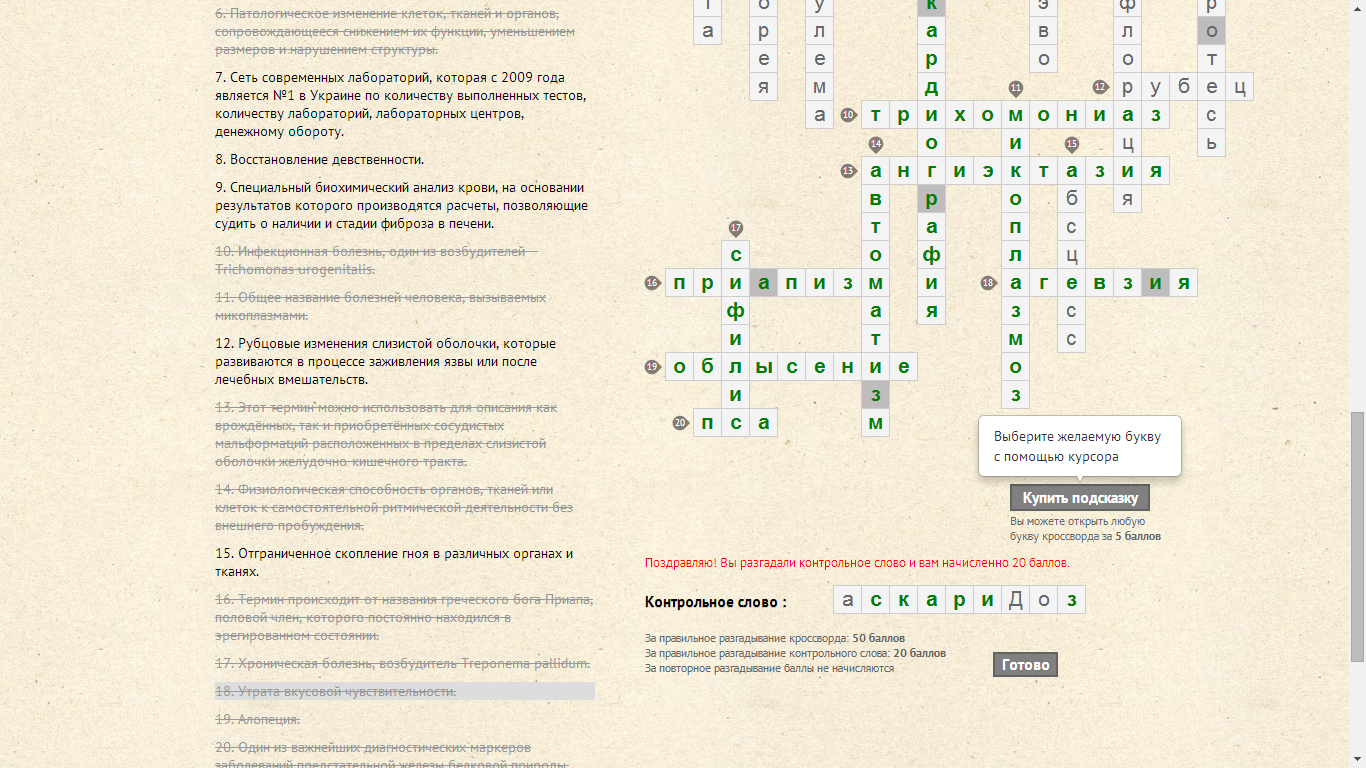 6. Патологическое изменение клеток, тканей и органов,
сопровождающееся снижением их функции, уменьшением
размеров и нарушением структуры.
7. Сеть современных лабораторий, которая с 2009 года
является №1 в Украине по количеству выполненных тестов,
количеству лабораторий, лабораторных центров,
денежному обороту.
8. Восстановление девственности.
9. Специальный биохимический анализ крови, на основании
результатов которого производятся расчеты, позволяющие
судить о наличии и стадии фиброза в печени.
10. Инфекционная болезнь, один из возбудителей —
Trichomonas urogenitalis.
11. Общее название болезней человека, вызываемых
микоплазмами.
12. Рубцовые изменения слизистой оболочки, которые
развиваются в процессе заживления язвы или после
лечебных вмешательств.
13. Этот термин можно использовать для описания как
врождённых, так и приобретённых сосудистых
мальформаций расположенных в пределах слизистой
оболочки желудочно-кишечного тракта.
14. Физиологическая способность органов, тканей или
клеток к самостоятельной ритмической деятельности без
внешнего пробуждения.
15. Отграниченное скопление гноя в различных органах и
тканях.
16. Термин происходит от названия греческого бога Приапа,
половой член, которого постоянно находился в
эрегированном состоянии.
17. Хроническая болезнь, возбудитель Treponema pallidum.
18. Утрата вкусовой чувствительности.
19. Алопеция.
20. Один из важнейших диагностических маркеров
заболеваний предстательной железы белковой природы.
т о у к э ф р
а р л а в л о
е е р о о т
я м д 11 12 р у б е ц
а 10 т р и х о м о н и а з с
14 о и 15 ц ь
13 а н г и э к т а з и я
в р о б я
17 т а п с
с о ф л ц
16 п р и а п и з м и 18 а г е в з и я
ф а я з с
и т м с
19 о б л ы с е н и е о
и з з
20 п с а м
Выберите желаемую букву
с помощью курсора
Купить подсказку
Вы можете открыть любую
букву кроссворда за 5 баллов
Поздравляю! Вы разгадали контрольное слово и вам начисленно 20 баллов.
Контрольное слово : а с к а р и Д о з
За правильное разгадывание кроссворда: 50 баллов
За правильное разгадывание контрольного слова: 20 баллов
За повторное разгадывание баллы не начисляются
Готово